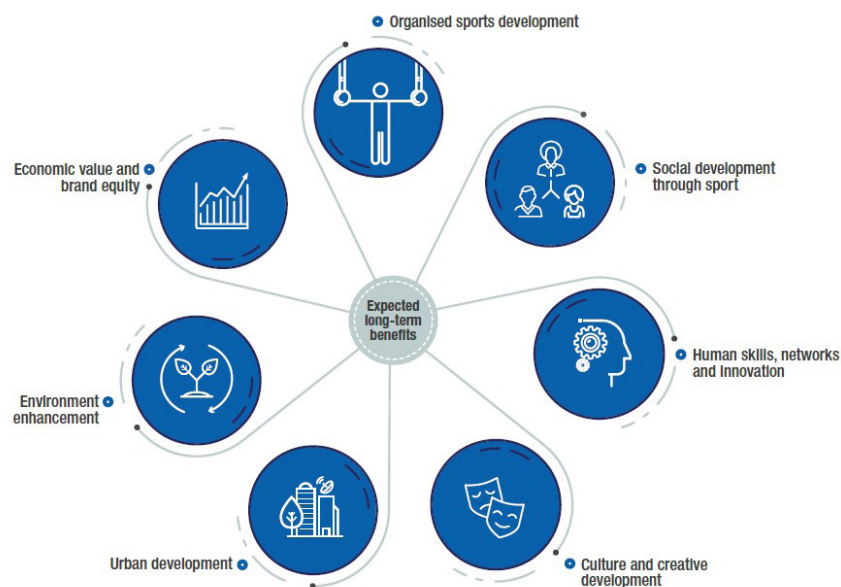 Organised sports development
Social development
through sport
Human skills, networks
and innovation
Culture and creative
development
Urban development
Environment
enhancement
Economic value and
brand equity
Expected
long-term
benefits